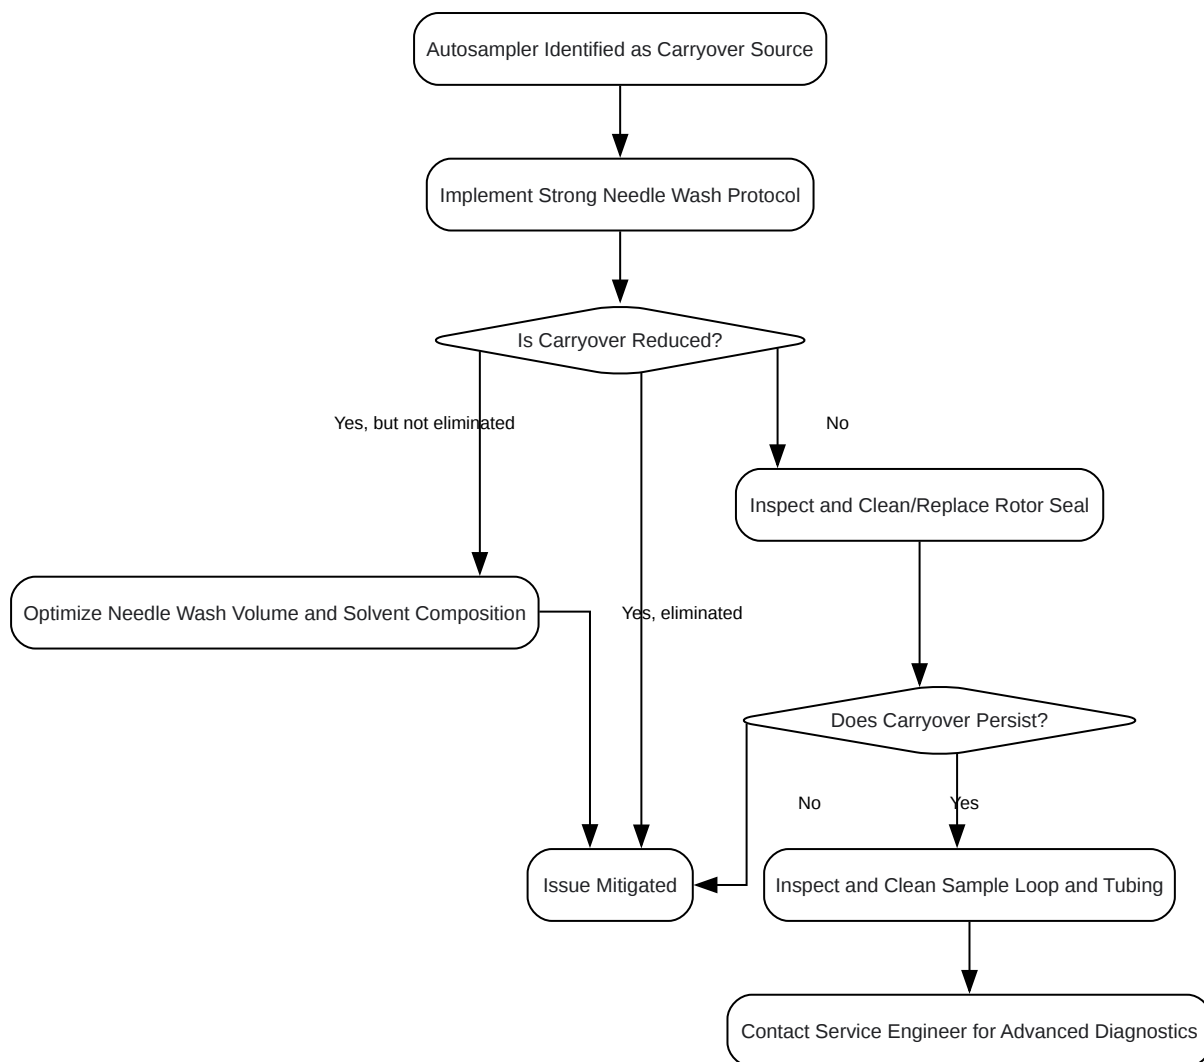 Autosampler Identified as Carryover Source
Implement Strong Needle Wash Protocol
Is Carryover Reduced?
Yes, but not eliminated
No
Inspect and Clean/Replace Rotor Seal
Optimize Needle Wash Volume and Solvent Composition
Yes, eliminated
Does Carryover Persist?
No
Yes
Issue Mitigated
Inspect and Clean Sample Loop and Tubing
Contact Service Engineer for Advanced Diagnostics